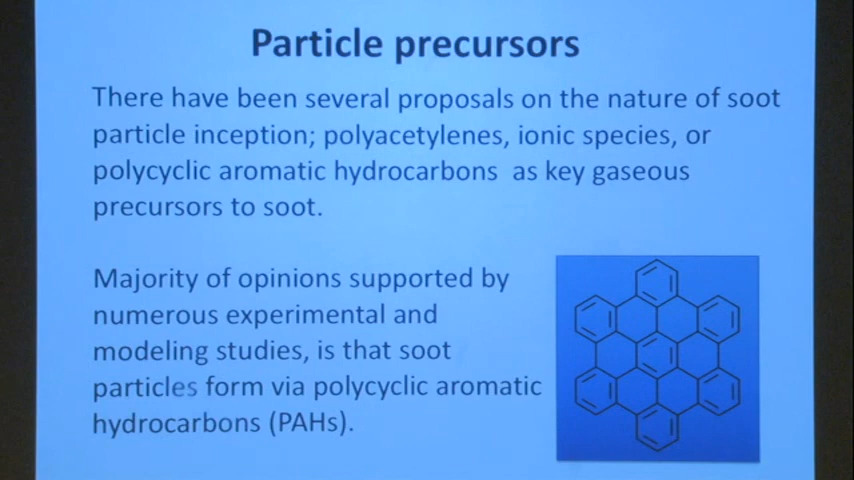 Particle precursors
There have been several proposals on the nature of soot
particle inception; polyacetylenes, ionic species, or
polycyclic aromatic hydrocarbons as key gaseous
precursors to soot.
Majority of opinions supported by
numerous experimental and
modeling studies, is that soot
particles form via polycyclic aromatic
hydrocarbons (PAHs).